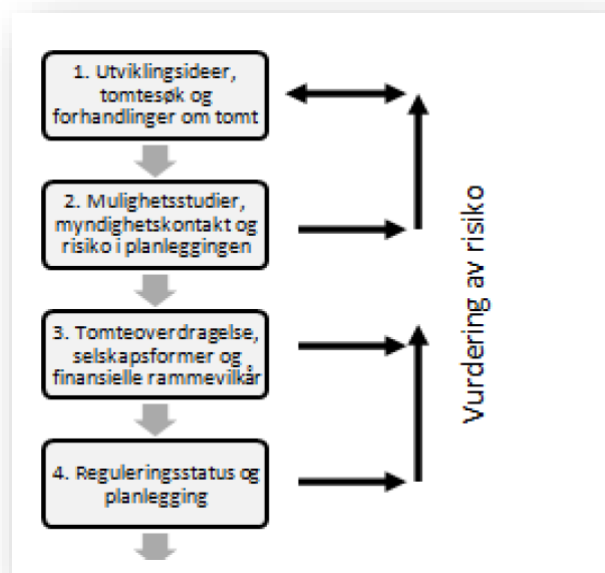 1. Utviklingsideer,
tomtesøk og
forhandlinger om tomt
2. Mulighetsstudier,
myndighetskontakt og
risiko i planleggingen
3. Tomteoverdragelse,
selskapsformer og
finansielle rammevilkår
4. Reguleringsstatus og
planlegging
Vurdering av risiko